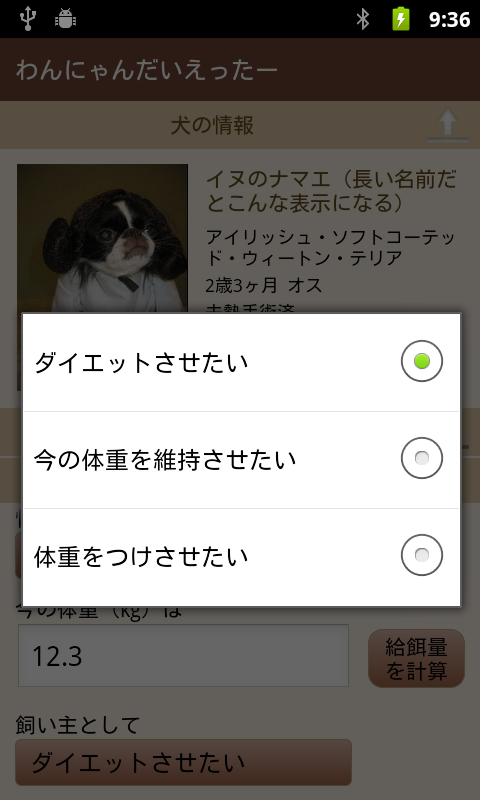 9:36
わんにゃんだいえったー
犬の情報
イヌのナマエ（長い名前だ
とこんな表示になる）
アイリッシュ・ソフトコーテッ
ド・ウィートン・テリア
2歳3ヶ月 オス
ダイエットさせたい
今の体重を維持させたい
体重をつけさせたい
今の体重（kg）は
12.3
給餌量
を計算
飼い主として
ダイエットさせたい